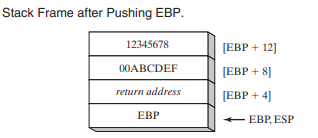 Stack Frame after Pushing EBP.
12345678 [EBP + 12]
00ABCDEF [EBP + 8]
return address [EBP + 4]
EBP EBP, ESP